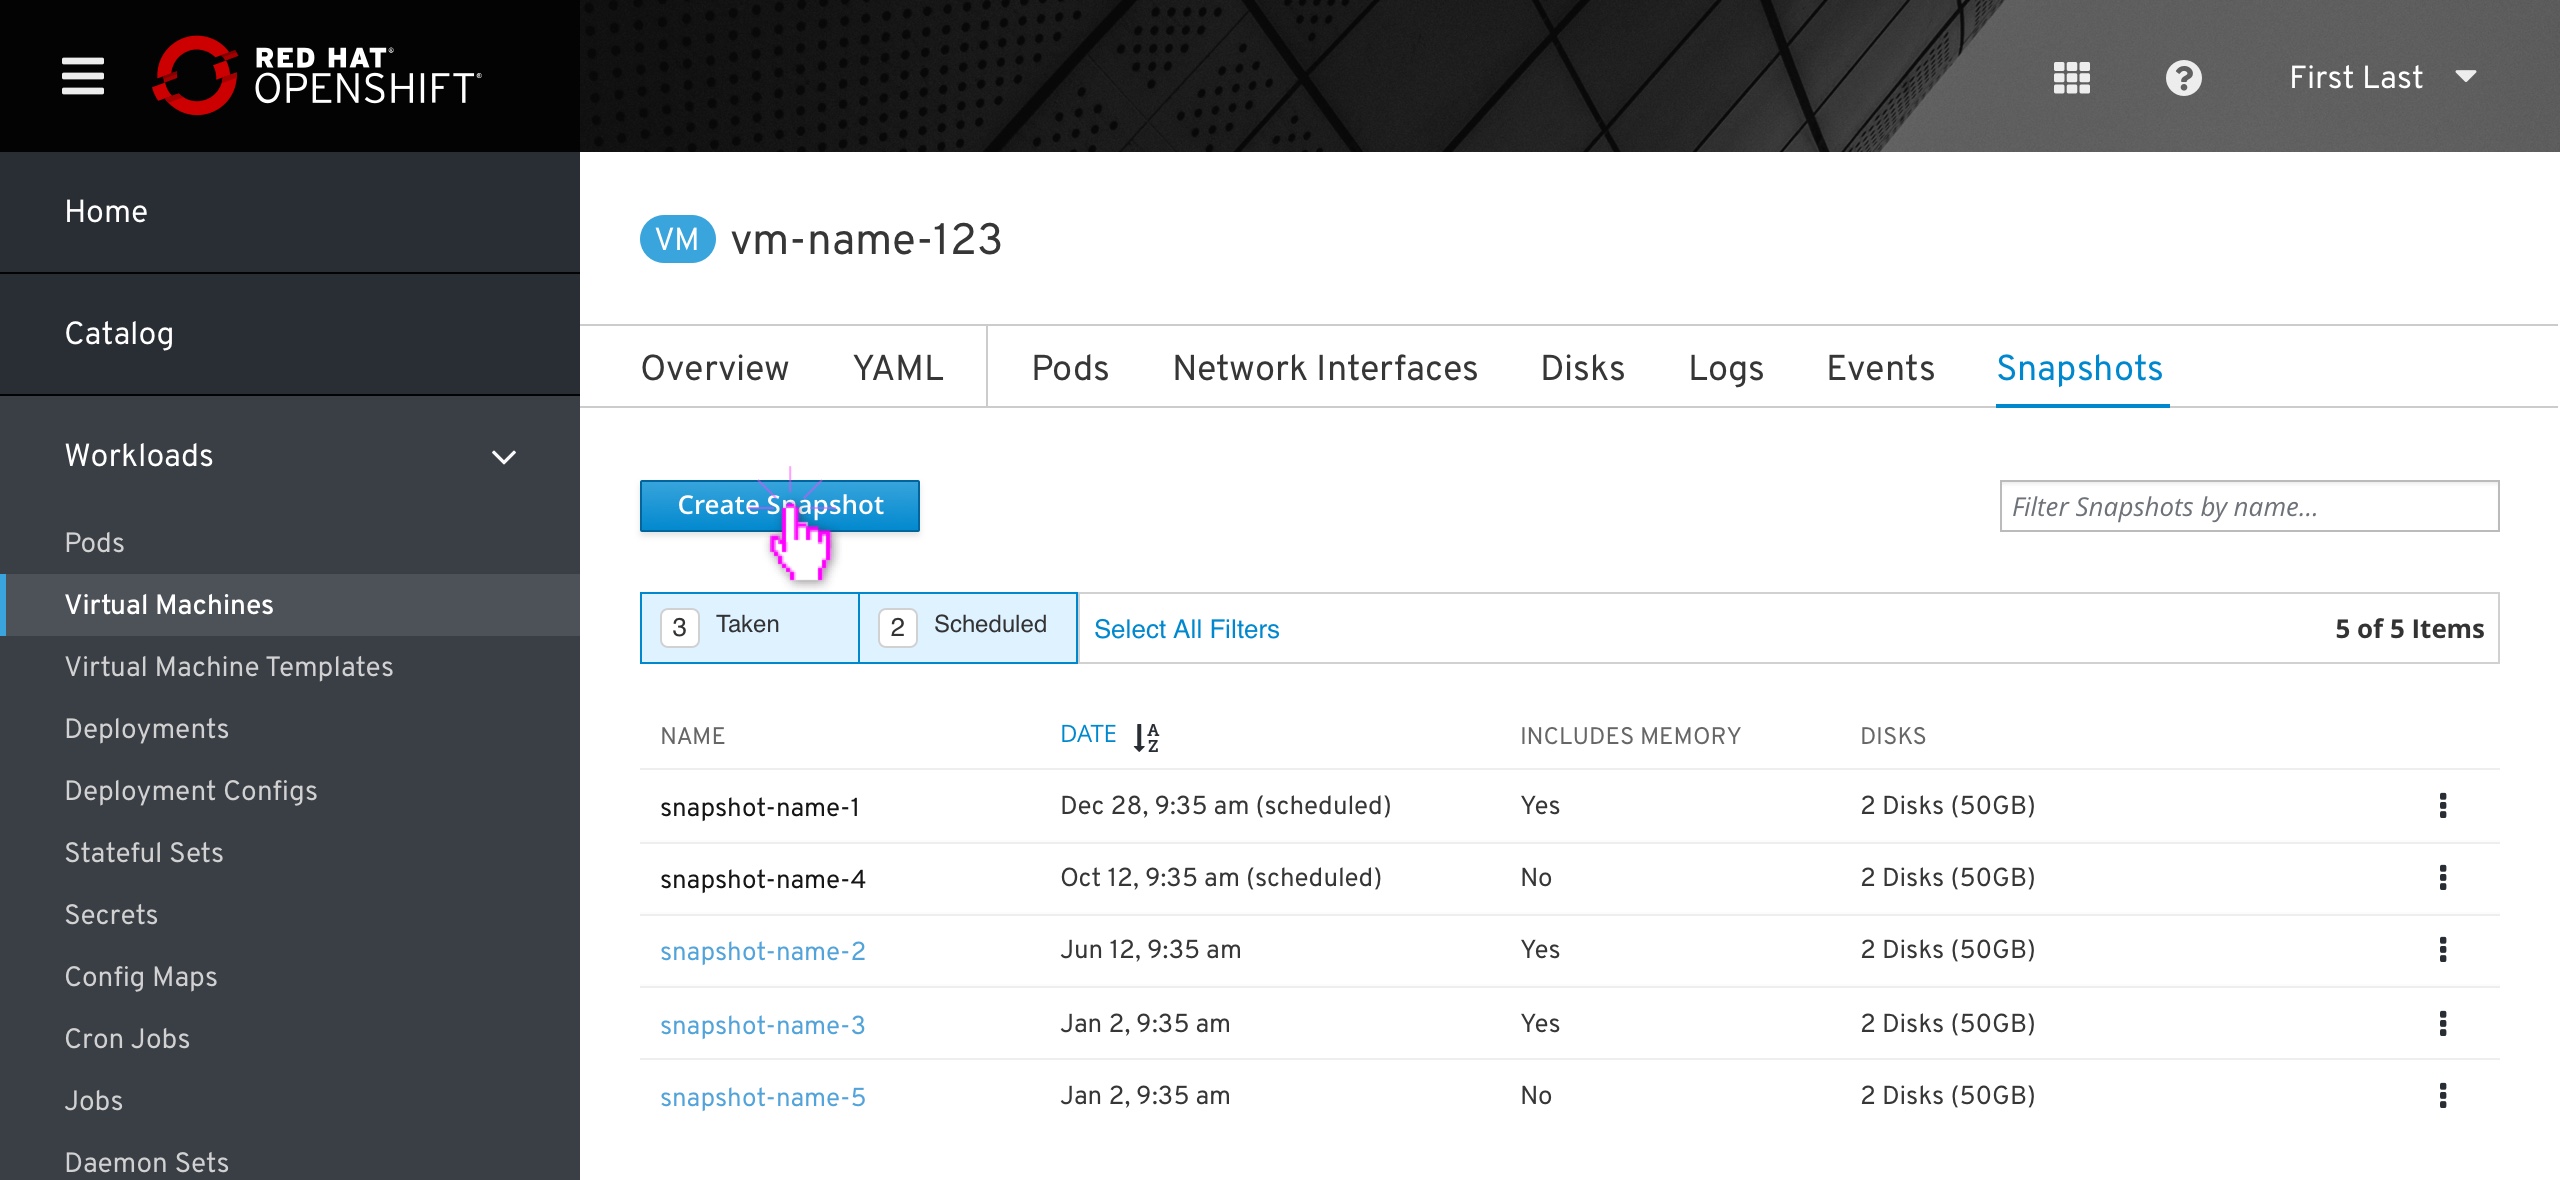 RED HAT®
OPENSHIFT®
First Last
Home
Catalog
Workloads
Pods
Virtual Machines
Virtual Machine Templates
Deployments
Deployment Configs
Stateful Sets
Secrets
Config Maps
Cron Jobs
Jobs
Daemon Sets
VM vm-name-123
Overview YAML Pods Network Interfaces Disks Logs Events Snapshots
Create Snapshot
Filter Snapshots by name...
3 Taken 2 Scheduled Select All Filters 5 of 5 Items
NAME DATE AZ INCLUDES MEMORY DISKS
snapshot-name-1 Dec 28, 9:35 am (scheduled) Yes 2 Disks (50GB)
snapshot-name-4 Oct 12, 9:35 am (scheduled) No 2 Disks (50GB)
snapshot-name-2 Jun 12, 9:35 am Yes 2 Disks (50GB)
snapshot-name-3 Jan 2, 9:35 am Yes 2 Disks (50GB)
snapshot-name-5 Jan 2, 9:35 am No 2 Disks (50GB)